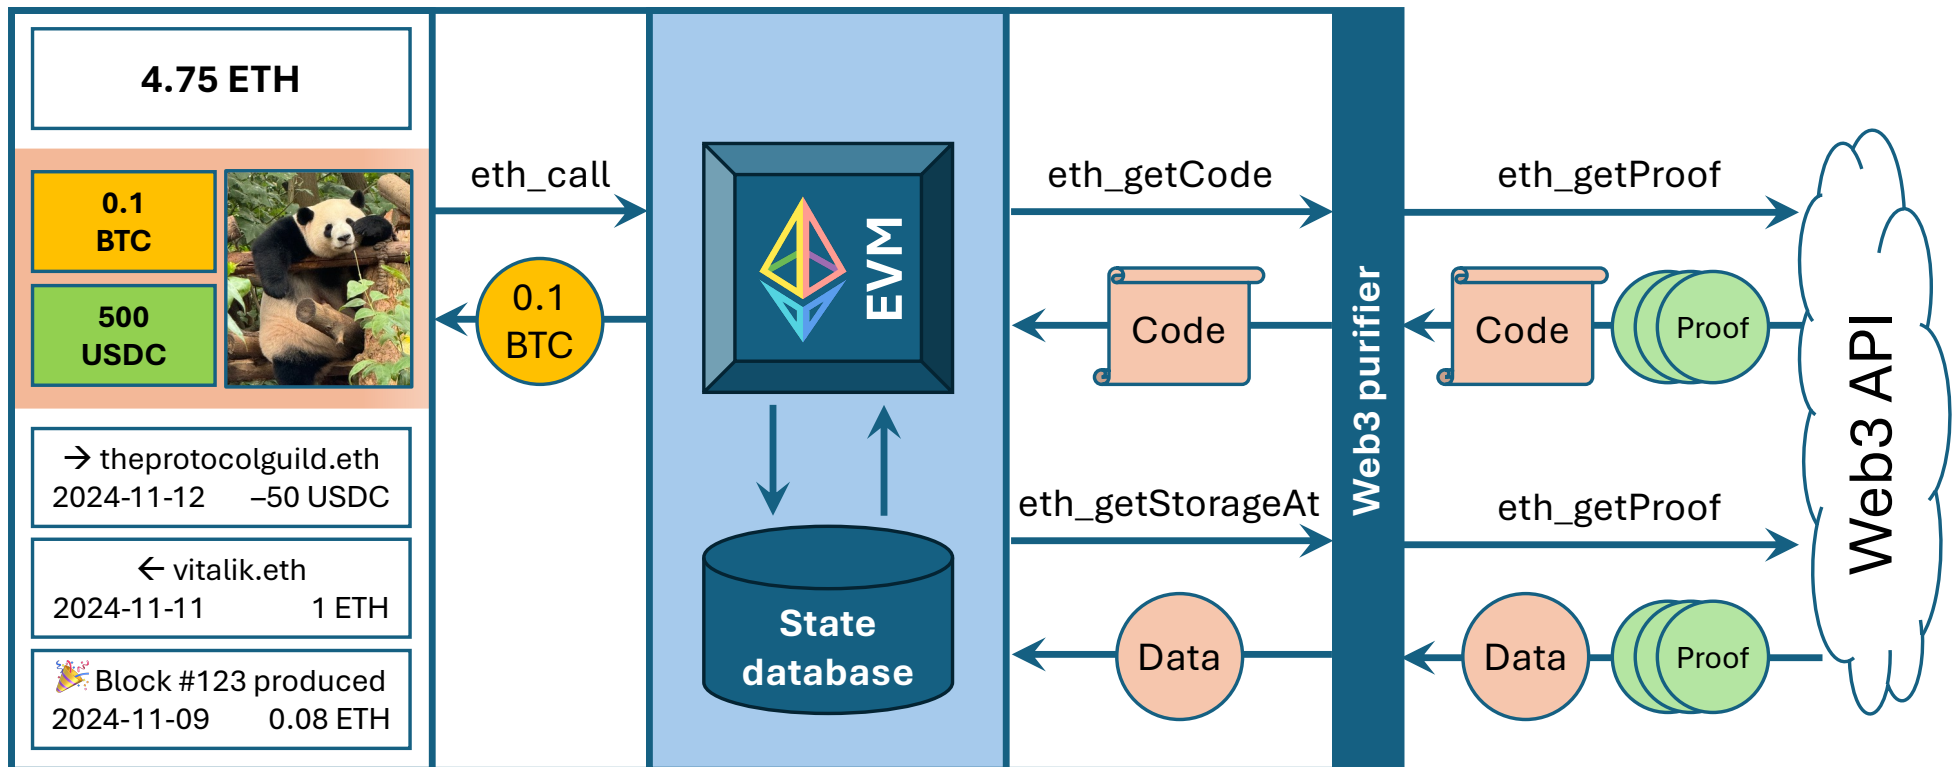 4.75 ETH
0.1
BTC
500
USDC
→ theprotocolguild.eth
2024-11-12 –50 USDC
← vitalik.eth
2024-11-11 1 ETH
🎉 Block #123 produced
2024-11-09 0.08 ETH
eth_call
0.1
BTC
EVM
State
database
eth_getCode
Code
eth_getStorageAt
Data
Web3 purifier
eth_getProof
Code
Proof
eth_getProof
Data
Proof
Web3 API